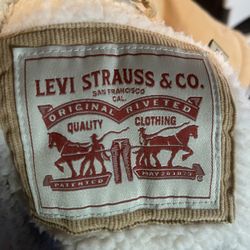 LEVI STRAUSS & CO.
SAN FRANCISCO
CAL.
ORIGINAL RIVETED
QUALITY CLOTHING
PATENTED
MAY 20 1873